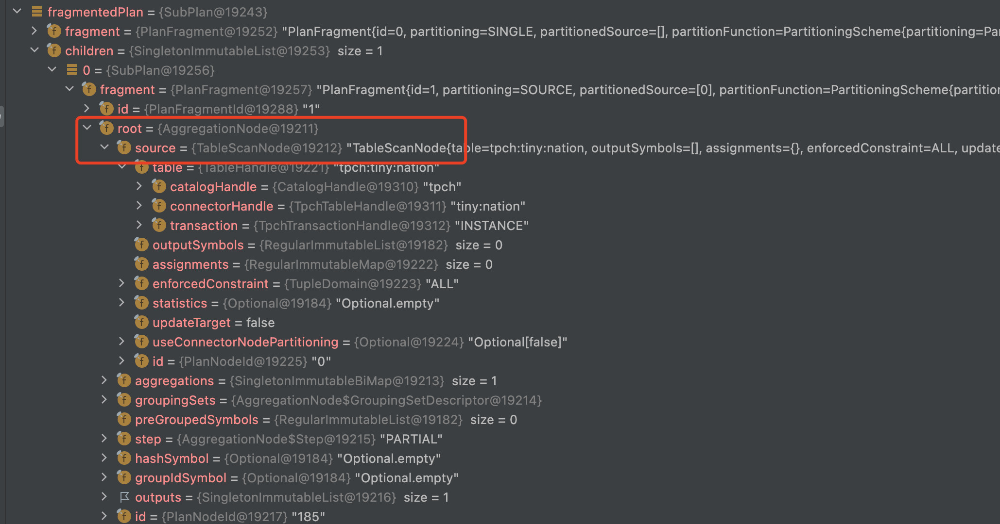 fragmentedPlan = {SubPlan@19243}
fragment = {PlanFragment@19252} "PlanFragment{id=0, partitioning=SINGLE, partitionedSource=[], partitionFunction=PartitioningScheme{partitioning=Par
children = {SingletonImmutableList@19253} size = 1
0 = {SubPlan@19256}
fragment = {PlanFragment@19257} "PlanFragment{id=1, partitioning=SOURCE, partitionedSource=[0], partitionFunction=PartitioningScheme{partition
id = {PlanFragmentId@19288} "1"
root = {AggregationNode@19211}
source = {TableScanNode@19212} "TableScanNode{table=tpch:tiny:nation, outputSymbols=[], assignments={}, enforcedConstraint=ALL, update
table = {TableHandle@19221} "tpch:tiny:nation"
catalogHandle = {CatalogHandle@19310} "tpch"
connectorHandle = {TpchTableHandle@19311} "tiny:nation"
transaction = {TpchTransactionHandle@19312} "INSTANCE"
outputSymbols = {RegularImmutableList@19182} size = 0
assignments = {RegularImmutableMap@19222} size = 0
enforcedConstraint = {TupleDomain@19223} "ALL"
statistics = {Optional@19184} "Optional.empty"
updateTarget = false
useConnectorNodePartitioning = {Optional@19224} "Optional[false]"
id = {PlanNodeId@19225} "0"
aggregations = {SingletonImmutableBiMap@19213} size = 1
groupingSets = {AggregationNode$GroupingSetDescriptor@19214}
preGroupedSymbols = {RegularImmutableList@19182} size = 0
step = {AggregationNode$Step@19215} "PARTIAL"
hashSymbol = {Optional@19184} "Optional.empty"
groupIdSymbol = {Optional@19184} "Optional.empty"
outputs = {SingletonImmutableList@19216} size = 1
id = {PlanNodeId@19217} "185"